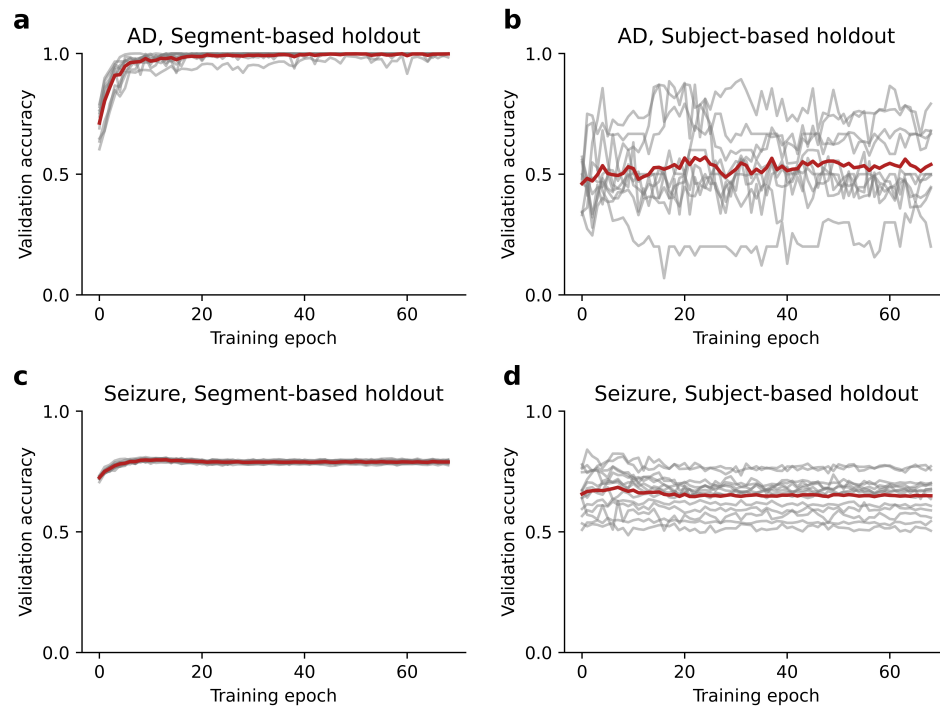 a
AD, Segment-based holdout
Validation accuracy
1.0
0.5
0.0
0 20 40 60
Training epoch
b
AD, Subject-based holdout
Validation accuracy
1.0
0.5
0.0
0 20 40 60
Training epoch
c
Seizure, Segment-based holdout
Validation accuracy
1.0
0.5
0.0
0 20 40 60
Training epoch
d
Seizure, Subject-based holdout
Validation accuracy
1.0
0.5
0.0
0 20 40 60
Training epoch